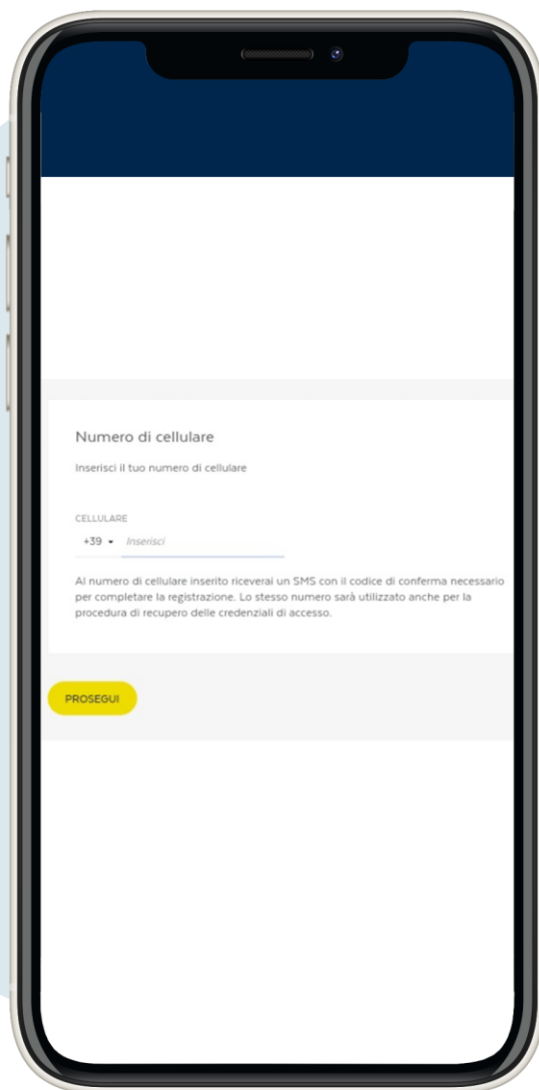 Numero di cellulare
Inserisci il tuo numero di cellulare
CELLULARE
+39 Inserisci
Al numero di cellulare inserito riceverai un SMS con il codice di conferma necessario
per completare la registrazione. Lo stesso numero sarà utilizzato anche per la
procedura di recupero delle credenziali di accesso.
PROSEGUI